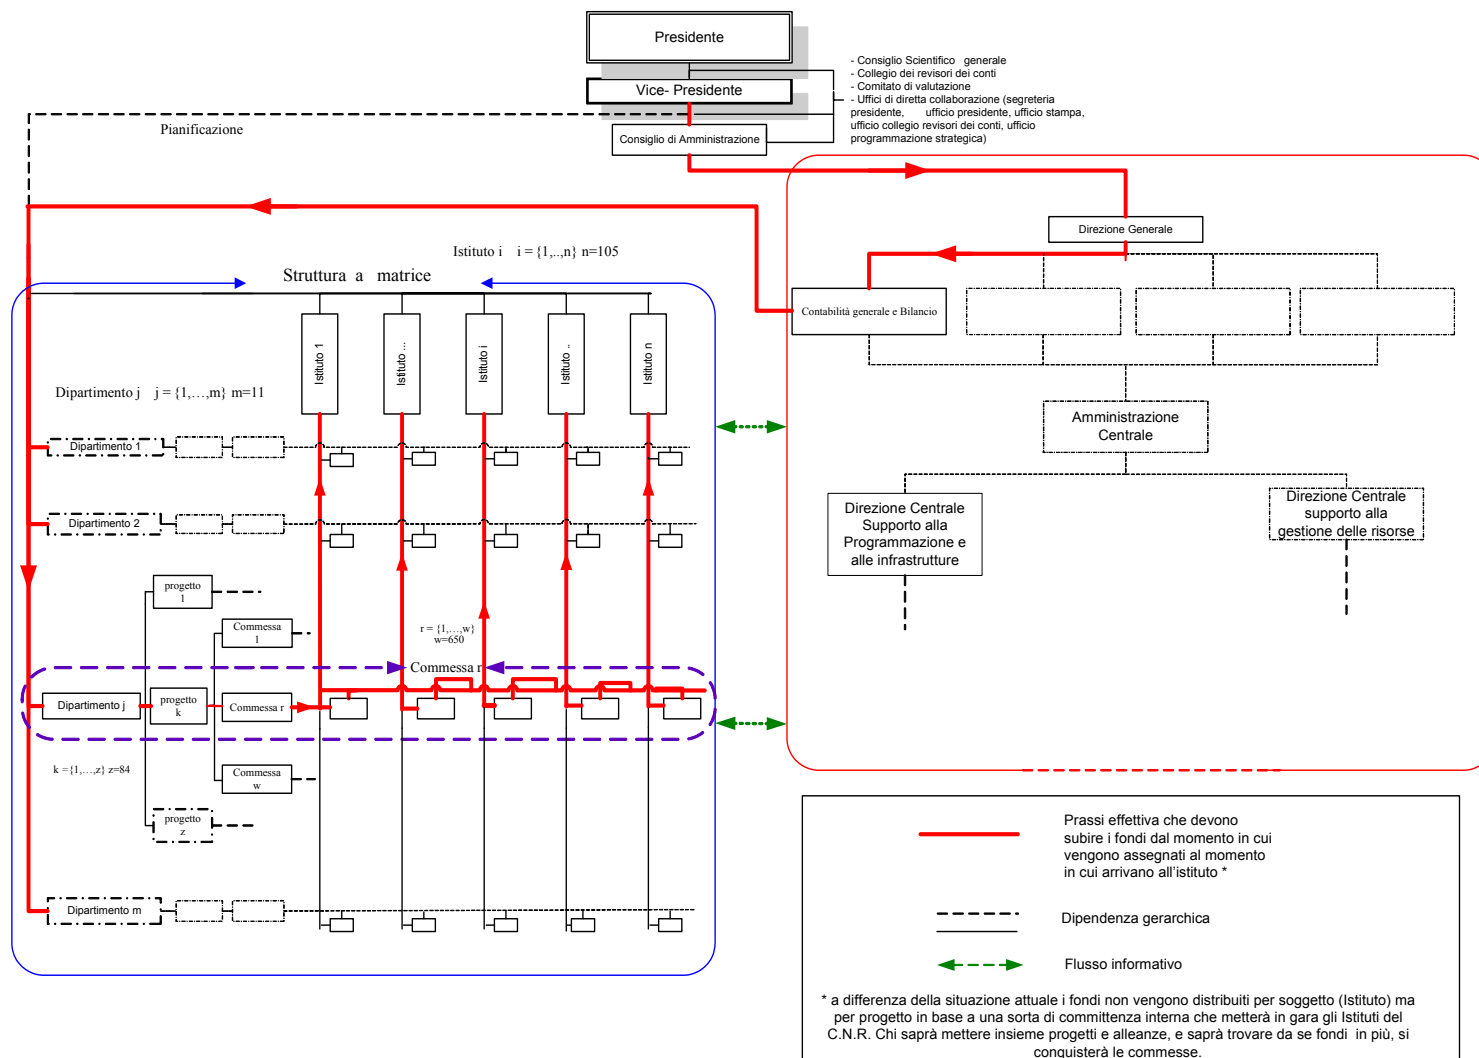 Presidente
Vice- Presidente
Consiglio di Amministrazione
- Consiglio Scientifico generale
- Collegio dei revisori dei conti
- Comitato di valutazione
- Uffici di diretta collaborazione (segreteria
presidente, ufficio presidente, ufficio stampa,
ufficio collegio revisori dei conti, ufficio
programmazione strategica)
Pianificazione
Direzione Generale
Istituto i i = {1,..,n} n=105
Struttura a matrice
Contabilità generale e Bilancio
Istituto 1
Istituto ...
Istituto i
Istituto ..
Istituto n
Dipartimento j j = {1,…,m} m=11
Amministrazione
Centrale
Dipartimento 1
Dipartimento 2
Direzione Centrale
Supporto alla
Programmazione e
alle infrastrutture
Direzione Centrale
supporto alla
gestione delle risorse
progetto
1
Commessa
1
r = {1,…,w}
w=650
Commessa r
Dipartimento j
progetto
k
Commessa r
k ={1,…,z} z=84
Commessa
w
progetto
z
Dipartimento m
Prassi effettiva che devono
subire i fondi dal momento in cui
vengono assegnati al momento
in cui arrivano all'istituto *
Dipendenza gerarchica
Flusso informativo
* a differenza della situazione attuale i fondi non vengono distribuiti per soggetto (Istituto) ma
per progetto in base a una sorta di committenza interna che metterà in gara gli Istituti del
C.N.R. Chi saprà mettere insieme progetti e alleanze, e saprà trovare da se fondi in più, si
conquisterà le commesse.